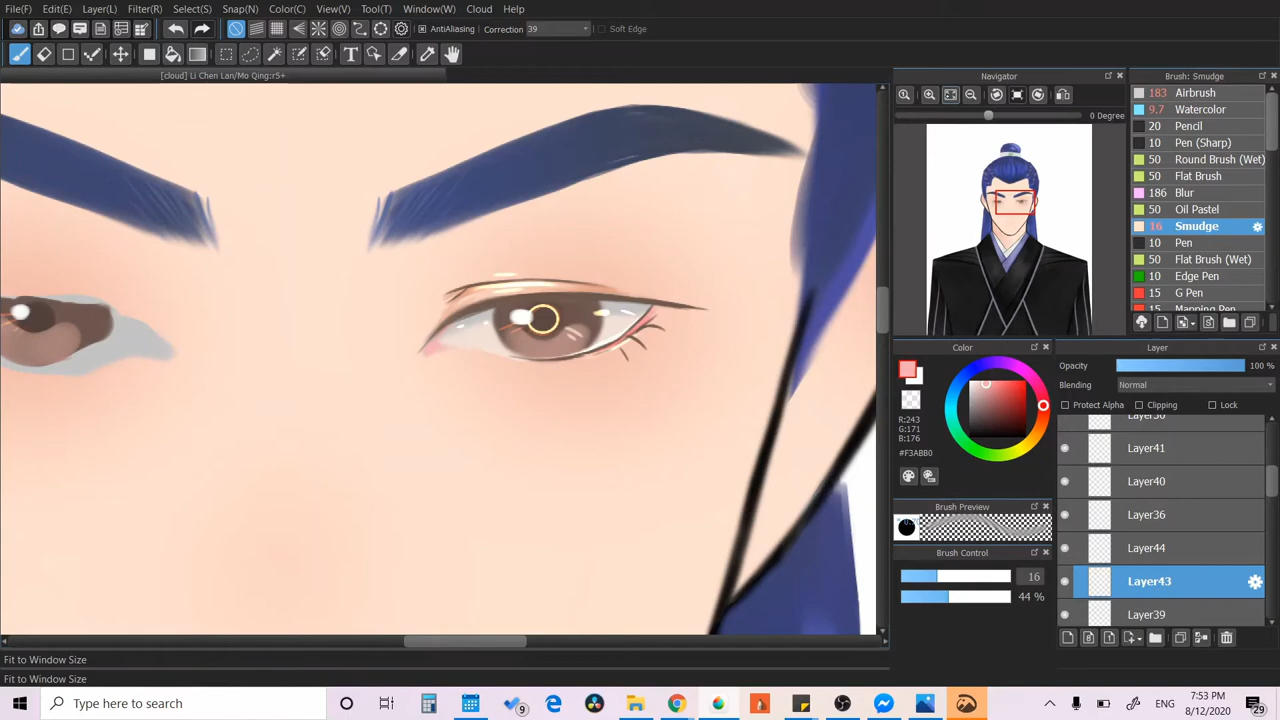 File(F) Edit(E) Layer(L) Filter(R) Select(S) Snap(N) Color(C) View(V) Tool(T) Window(W) Cloud Help
AntiAliasing Correction 39 Soft Edge
[cloud] Li Chen Lan/Mo Qing:r5+
Navigator
0 Degree
Brush: Smudge
183 Airbrush
9.7 Watercolor
20 Pencil
10 Pen (Sharp)
50 Round Brush (Wet)
50 Flat Brush
186 Blur
50 Oil Pastel
16 Smudge
10 Pen
50 Flat Brush (Wet)
10 Edge Pen
15 G Pen
15 Mapping Pen
Color
R:243
G:171
B:176
#F3ABB0
Brush Preview
Brush Control
16
44 %
Layer
Opacity 100 %
Blending Normal
Protect Alpha Clipping Lock
Layer41
Layer40
Layer36
Layer44
Layer43
Layer39
Fit to Window Size
Fit to Window Size
Type here to search
9
ENG
7:53 PM
8/12/2020
29